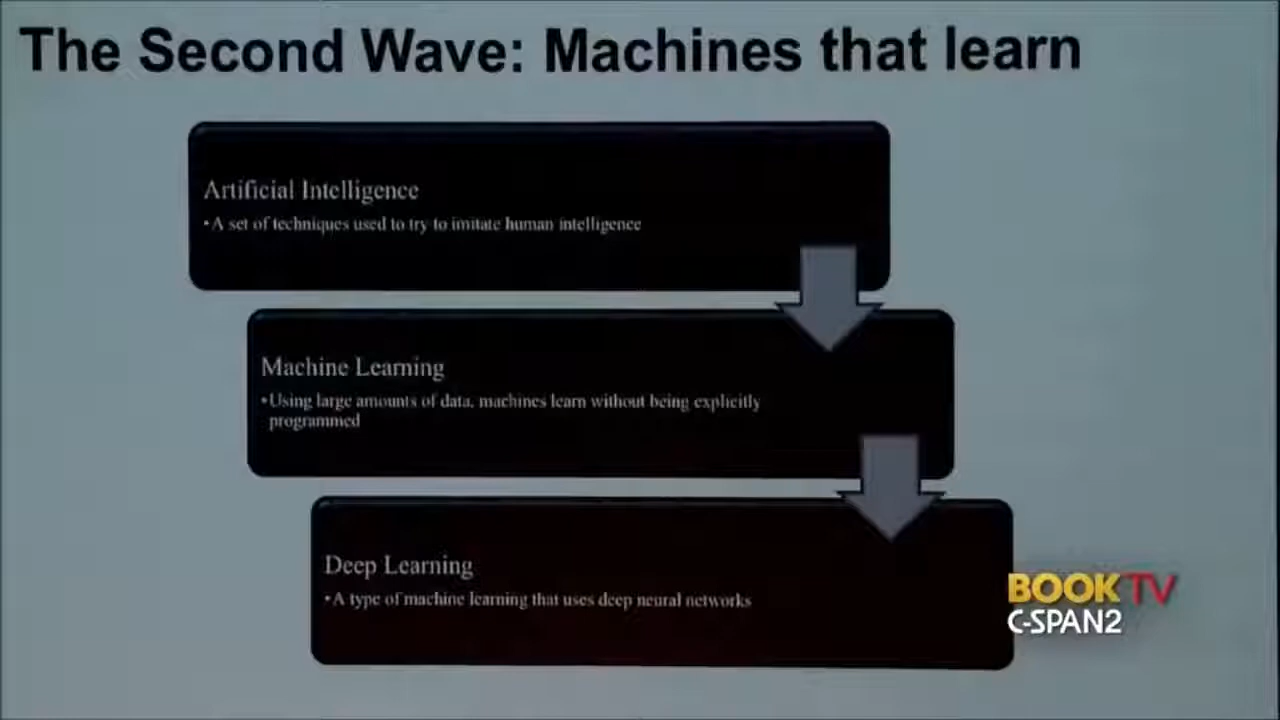 The Second Wave: Machines that learn
Artificial Intelligence
•A set of techniques used to try to imitate human intelligence
Machine Learning
•Using large amounts of data, machines learn without being explicitly
programmed
Deep Learning
•A type of machine learning that uses deep neural networks
BOOK TV
C-SPAN2